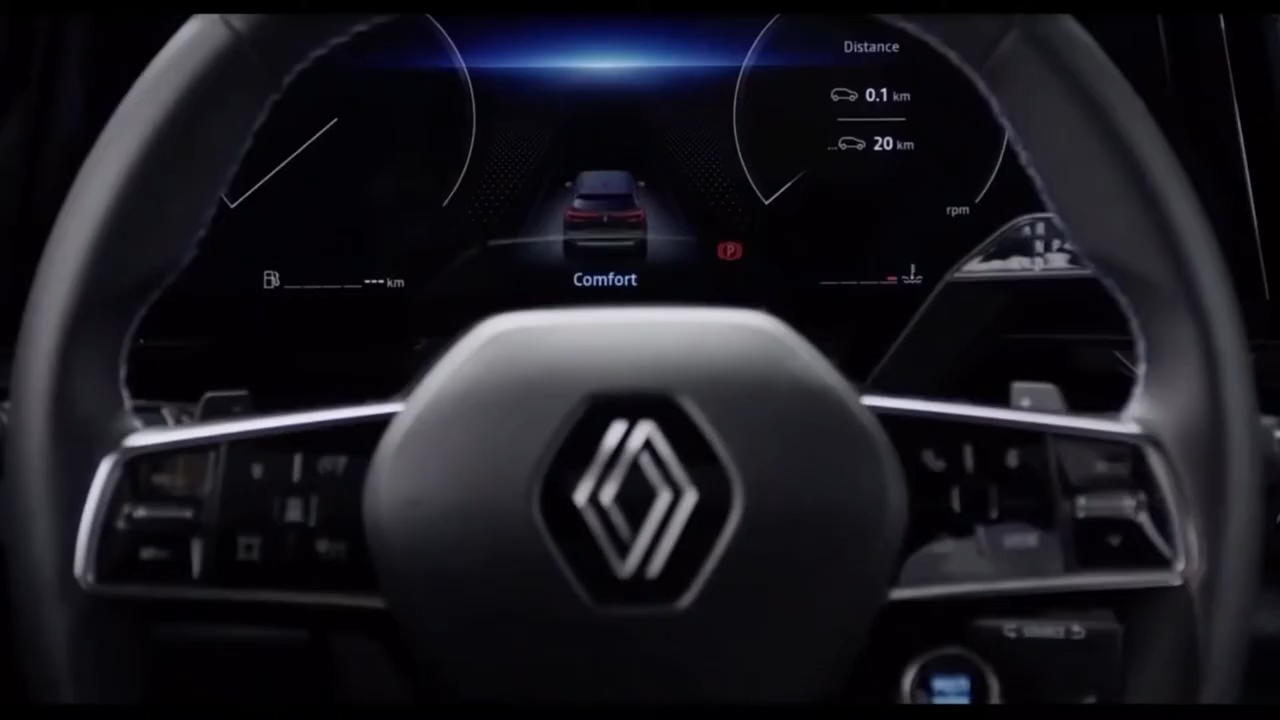 Distance
0.1 km
...20 km
rpm
P
--- km
Comfort